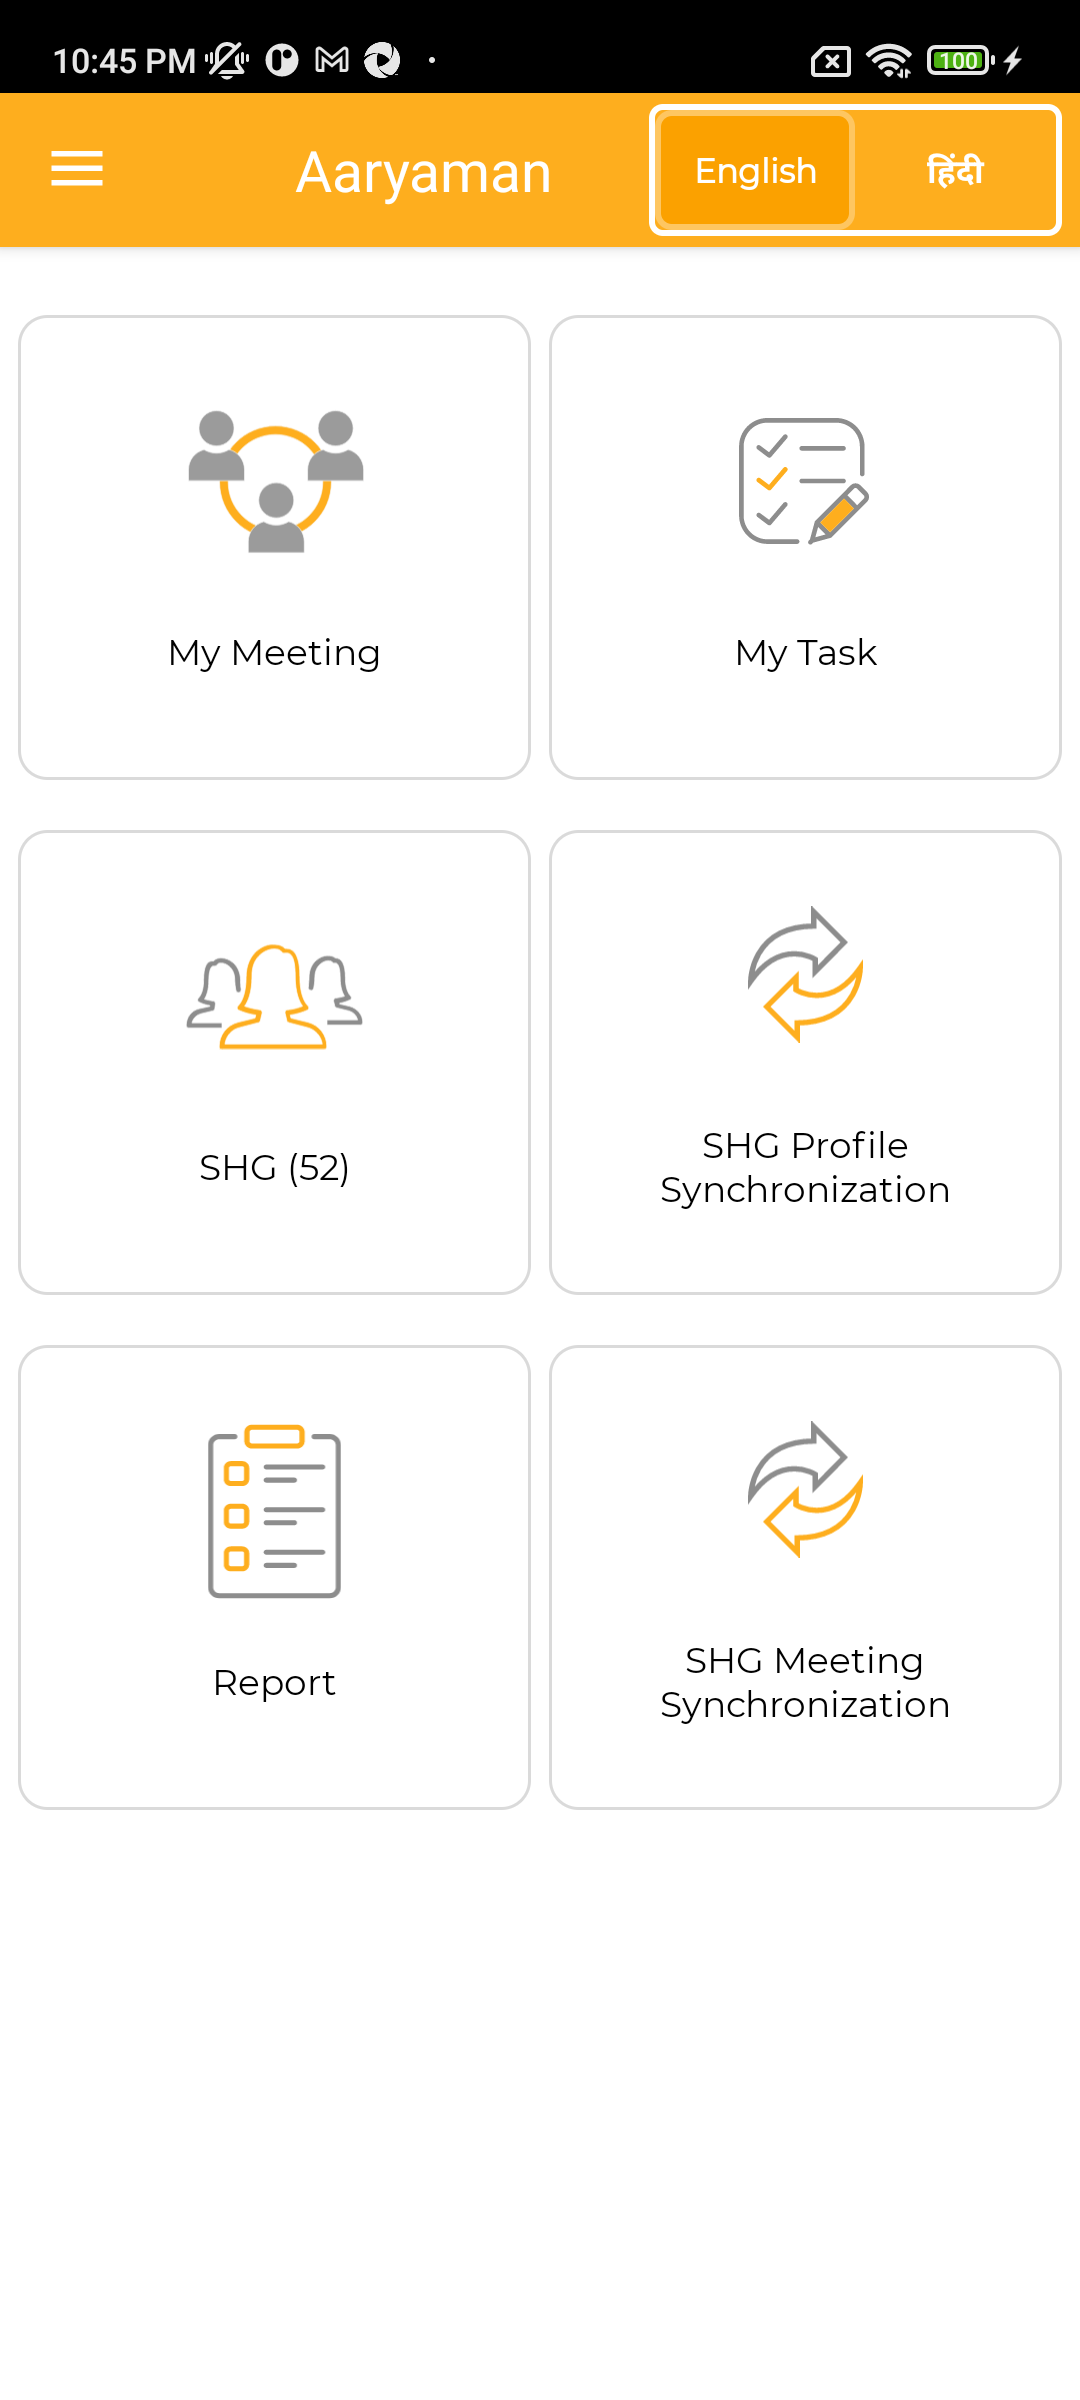 10:45 PM
100
Aaryaman
English
हिंदी
My Meeting
My Task
SHG (52)
SHG Profile
Synchronization
Report
SHG Meeting
Synchronization